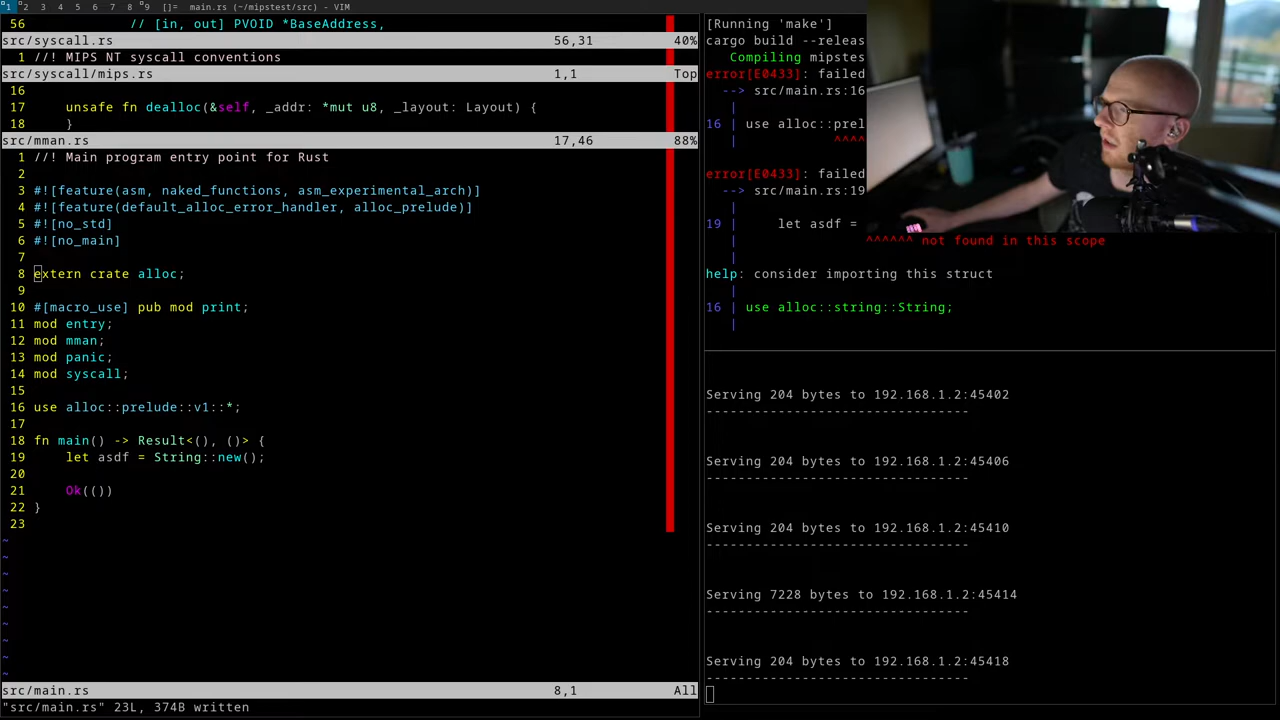 1 2 3 4 5 6 7 8 9 []= main.rs (~/mipstest/src) - VIM
56 // [in, out] PVOID *BaseAddress,
src/syscall.rs 56,31 40%
1 //! MIPS NT syscall conventions
src/syscall/mips.rs 1,1 Top
16
17 unsafe fn dealloc(&self, _addr: *mut u8, _layout: Layout) {
18 }
src/mman.rs 17,46 88%
1 //! Main program entry point for Rust
2
3 #![feature(asm, naked_functions, asm_experimental_arch)]
4 #![feature(default_alloc_error_handler, alloc_prelude)]
5 #![no_std]
6 #![no_main]
7
8 extern crate alloc;
9
10 #[macro_use] pub mod print;
11 mod entry;
12 mod mman;
13 mod panic;
14 mod syscall;
15
16 use alloc::prelude::v1::*;
17
18 fn main() -> Result<(), ()> {
19 let asdf = String::new();
20
21 Ok(())
22 }
23
~
~
~
~
~
~
~
~
~
src/main.rs 8,1 All
"src/main.rs" 23L, 374B written
[Running 'make']
cargo build --releas
Compiling mipstes
error[E0433]: failed
--> src/main.rs:16
|
16 | use alloc::prel
| ^^^^
error[E0433]: failed
--> src/main.rs:19
|
19 | let asdf =
| ^^^^^^ not found in this scope
|
help: consider importing this struct
|
16 | use alloc::string::String;
|
Serving 204 bytes to 192.168.1.2:45402
---------------------------------
Serving 204 bytes to 192.168.1.2:45406
---------------------------------
Serving 204 bytes to 192.168.1.2:45410
---------------------------------
Serving 7228 bytes to 192.168.1.2:45414
---------------------------------
Serving 204 bytes to 192.168.1.2:45418
---------------------------------